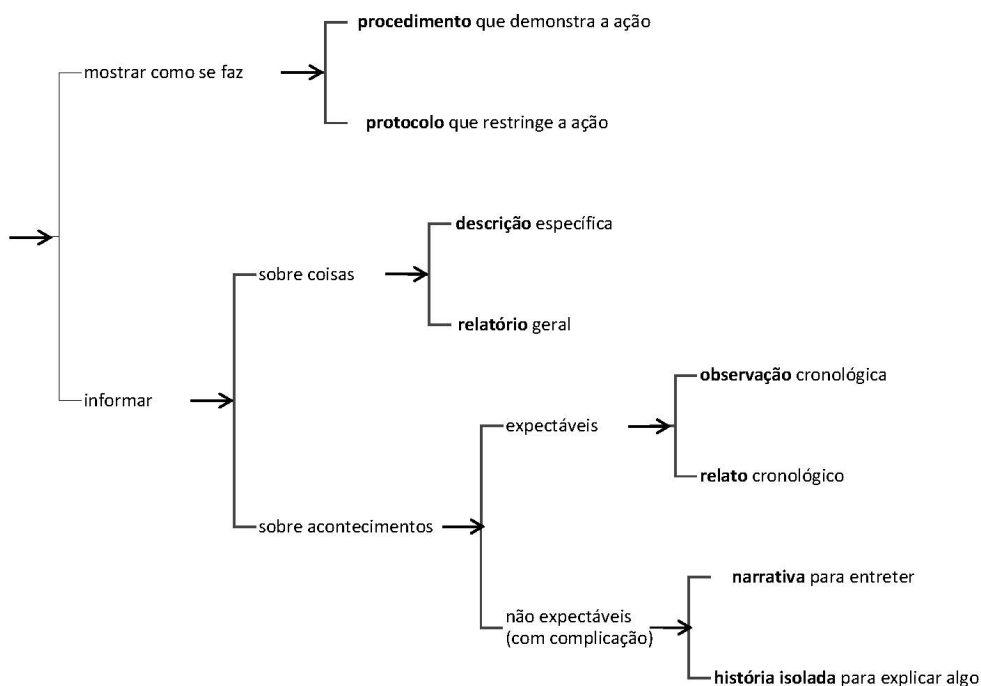 procedimento que demonstra a ação
mostrar como se faz
protocolo que restringe a ação
descrição específica
sobre coisas
relatório geral
observação cronológica
informar
expectáveis
relato cronológico
sobre acontecimentos
narrativa para entreter
não expectáveis
(com complicação)
história isolada para explicar algo